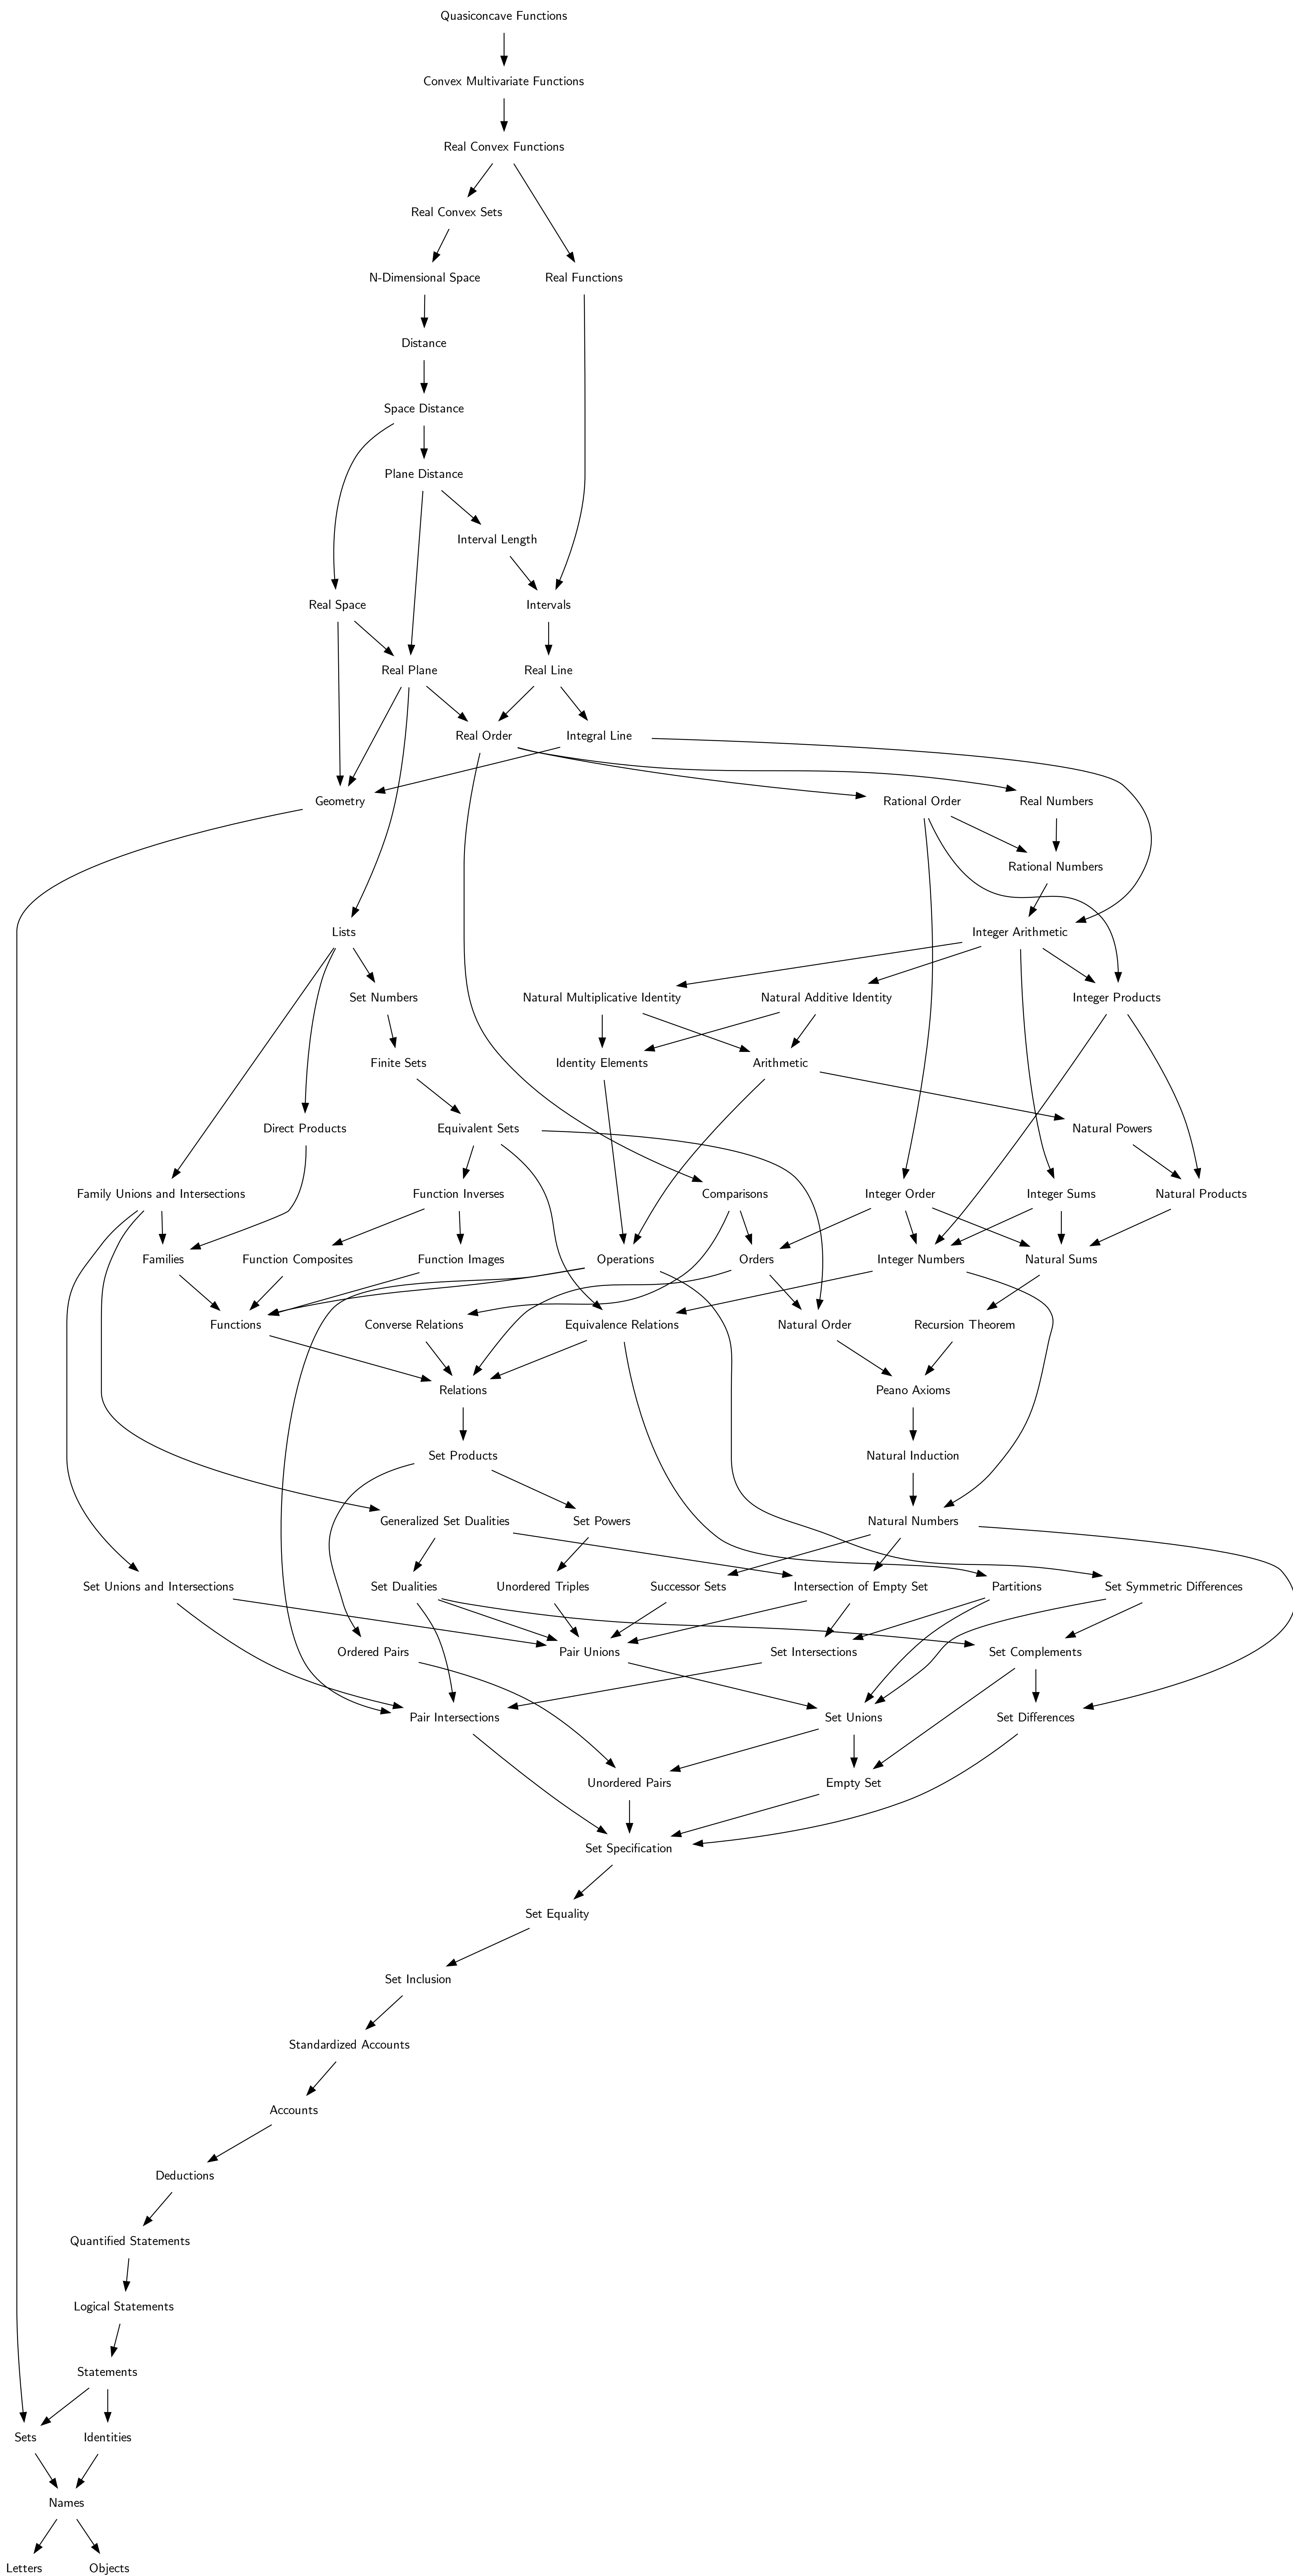 Quasiconcave Functions
Convex Multivariate Functions
Real Convex Functions
Real Convex Sets
N-Dimensional Space
Real Functions
Distance
Space Distance
Plane Distance
Interval Length
Real Space
Intervals
Real Plane
Real Line
Real Order
Integral Line
Geometry
Rational Order
Real Numbers
Rational Numbers
Lists
Integer Arithmetic
Set Numbers
Natural Multiplicative Identity
Natural Additive Identity
Integer Products
Finite Sets
Identity Elements
Arithmetic
Direct Products
Equivalent Sets
Natural Powers
Family Unions and Intersections
Function Inverses
Comparisons
Integer Order
Integer Sums
Natural Products
Families
Function Composites
Function Images
Operations
Orders
Integer Numbers
Natural Sums
Functions
Converse Relations
Equivalence Relations
Natural Order
Recursion Theorem
Relations
Peano Axioms
Set Products
Natural Induction
Generalized Set Dualities
Set Powers
Natural Numbers
Set Unions and Intersections
Set Dualities
Unordered Triples
Successor Sets
Intersection of Empty Set
Partitions
Set Symmetric Differences
Ordered Pairs
Pair Unions
Set Intersections
Set Complements
Pair Intersections
Set Unions
Set Differences
Unordered Pairs
Empty Set
Set Specification
Set Equality
Set Inclusion
Standardized Accounts
Accounts
Deductions
Quantified Statements
Logical Statements
Statements
Sets
Identities
Names
Letters
Objects